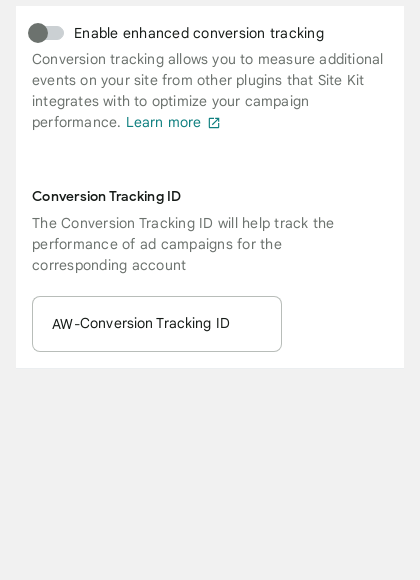 Enable enhanced conversion tracking
Conversion tracking allows you to measure additional
events on your site from other plugins that Site Kit
integrates with to optimize your campaign
performance. Learn more
Conversion Tracking ID
The Conversion Tracking ID will help track the
performance of ad campaigns for the
corresponding account
AW-Conversion Tracking ID